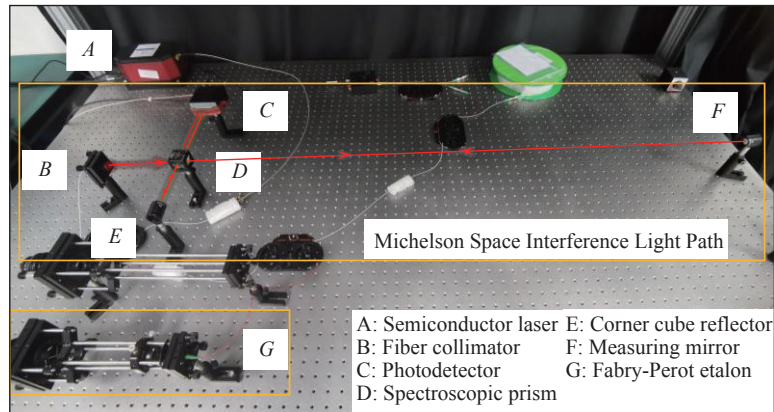 A
C
F
B
D
E
Michelson Space Interference Light Path
G
A: Semiconductor laser E: Corner cube reflector
B: Fiber collimator F: Measuring mirror
C: Photodetector G: Fabry-Perot etalon
D: Spectroscopic prism